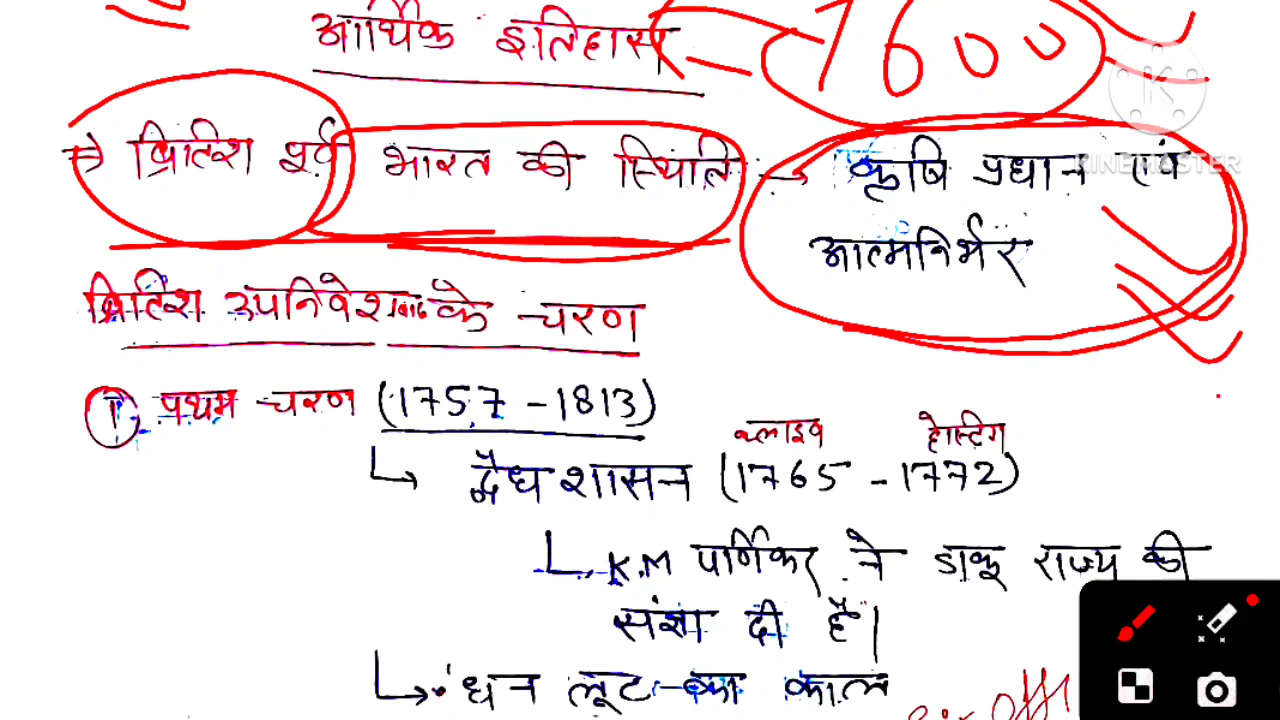 आर्थिक इतिहास 1600
⇒ ब्रितिश पूर्व भारत की स्थिति → कृषि प्रधान एवं
आत्मनिर्भर
KINEMASTER
ब्रितिश उपनिवेशवाद के चरण
① प्रथम चरण (1757 - 1813)
क्लाइव हेस्टिंग
↳ द्वैध शासन (1765 - 1772)
↳ K.M पणिकर ने डाकू राज्य की
संज्ञा दी है।
↳ धन लूट का काल